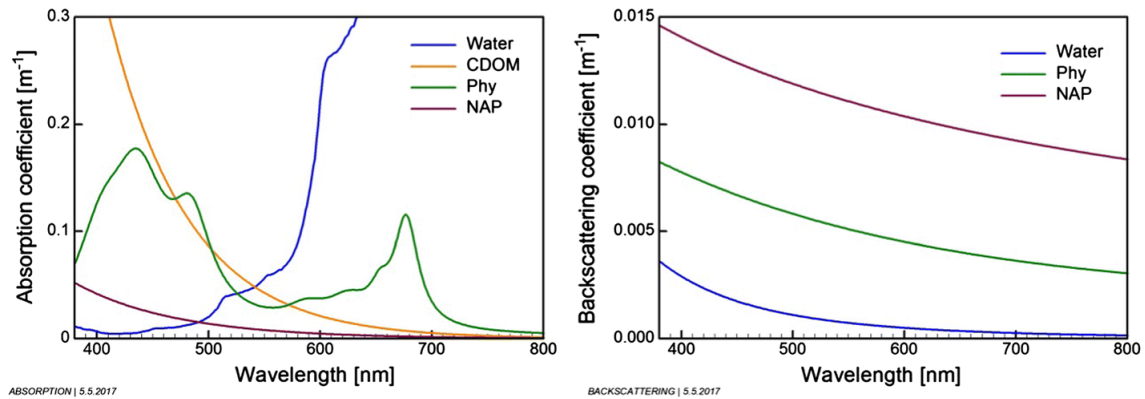 Absorption coefficient [m⁻¹]
0.3
0.2
0.1
0
Water
CDOM
Phy
NAP
400 500 600 700 800
Wavelength [nm]
ABSORPTION | 5.5.2017
Backscattering coefficient [m⁻¹]
0.015
0.010
0.005
0.000
Water
Phy
NAP
400 500 600 700 800
Wavelength [nm]
BACKSCATTERING | 5.5.2017